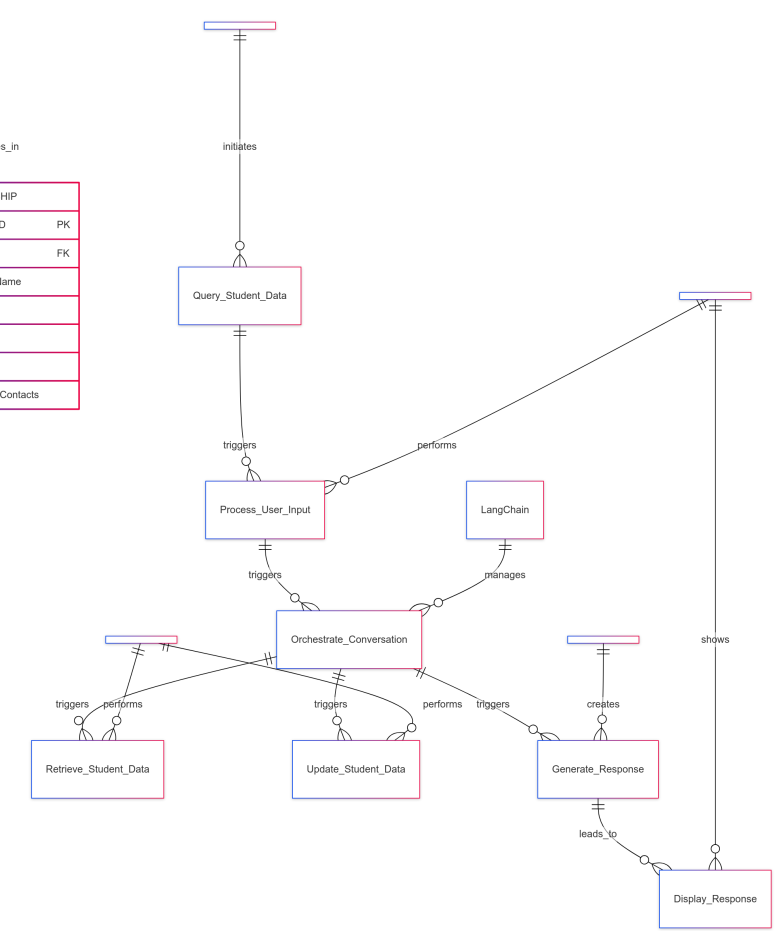 initiates
s_in
HIP
D PK
FK
Name
Contacts
Query_Student_Data
triggers
performs
Process_User_Input
LangChain
triggers
manages
Orchestrate_Conversation
shows
triggers
performs
triggers
performs
triggers
creates
Retrieve_Student_Data
Update_Student_Data
Generate_Response
leads_to
Display_Response